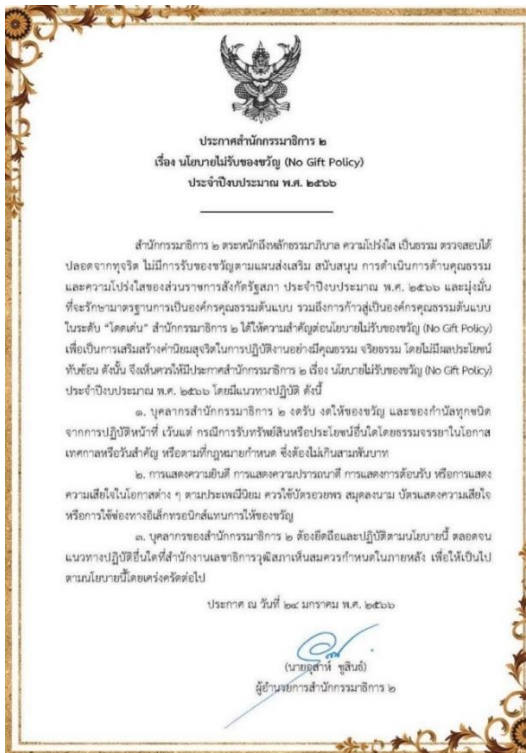 ประกาศสำนักกรรมาธิการ ๒
เรื่อง นโยบายไม่รับของขวัญ (No Gift Policy)
ประจำปีงบประมาณ พ.ศ. ๒๕๖๖
สำนักกรรมาธิการ ๒ ตระหนักถึงหลักธรรมาภิบาล ความโปร่งใส เป็นธรรม ตรวจสอบได้
ปลอดจากทุจริต ไม่มีการรับของขวัญตามแผนส่งเสริม สนับสนุน การดำเนินการด้านคุณธรรม
และความโปร่งใสของส่วนราชการสังกัดรัฐสภา ประจำปีงบประมาณ พ.ศ. ๒๕๖๖ และมุ่งมั่น
ที่จะรักษามาตรฐานการเป็นองค์กรคุณธรรมต้นแบบ รวมถึงการก้าวสู่เป็นองค์กรคุณธรรมต้นแบบ
ในระดับ "โดดเด่น" สำนักกรรมาธิการ ๒ ได้ให้ความสำคัญต่อนโยบายไม่รับของขวัญ (No Gift Policy)
เพื่อเป็นการเสริมสร้างค่านิยมสุจริตในการปฏิบัติงานอย่างมีคุณธรรม จริยธรรม โดยไม่มีผลประโยชน์
ทับซ้อน ดังนั้น จึงเห็นควรให้มีประกาศสำนักกรรมาธิการ ๒ เรื่อง นโยบายไม่รับของขวัญ (No Gift Policy)
ประจำปีงบประมาณ พ.ศ. ๒๕๖๖ โดยมีแนวทางปฏิบัติ ดังนี้
๑. บุคลากรสำนักกรรมาธิการ ๒ งดรับ งดให้ของขวัญ และของกำนัลทุกชนิด
จากการปฏิบัติหน้าที่ เว้นแต่ กรณีการรับทรัพย์สินหรือประโยชน์อื่นใดโดยธรรมจรรยาในโอกาส
เทศกาลหรือวันสำคัญ หรือตามที่กฎหมายกำหนด ซึ่งต้องไม่เกินสามพันบาท
๒. การแสดงความยินดี การแสดงความปรารถนาดี การแสดงการต้อนรับ หรือการแสดง
ความเสียใจในโอกาสต่าง ๆ ตามประเพณีนิยม ควรใช้บัตรอวยพร สมุดลงนาม บัตรแสดงความเสียใจ
หรือการใช้ช่องทางอิเล็กทรอนิกส์แทนการให้ของขวัญ
๓. บุคลากรของสำนักกรรมาธิการ ๒ ต้องยึดถือและปฏิบัติตามนโยบายนี้ ตลอดจน
แนวทางปฏิบัติอื่นใดที่สำนักงานเลขาธิการวุฒิสภาเห็นสมควรกำหนดในภายหลัง เพื่อให้เป็นไป
ตามนโยบายนี้โดยเคร่งครัดต่อไป
ประกาศ ณ วันที่ ๒๔ มกราคม พ.ศ. ๒๕๖๖
(นายอุสาห์ ชูสินธ์)
ผู้อำนวยการสำนักกรรมาธิการ ๒